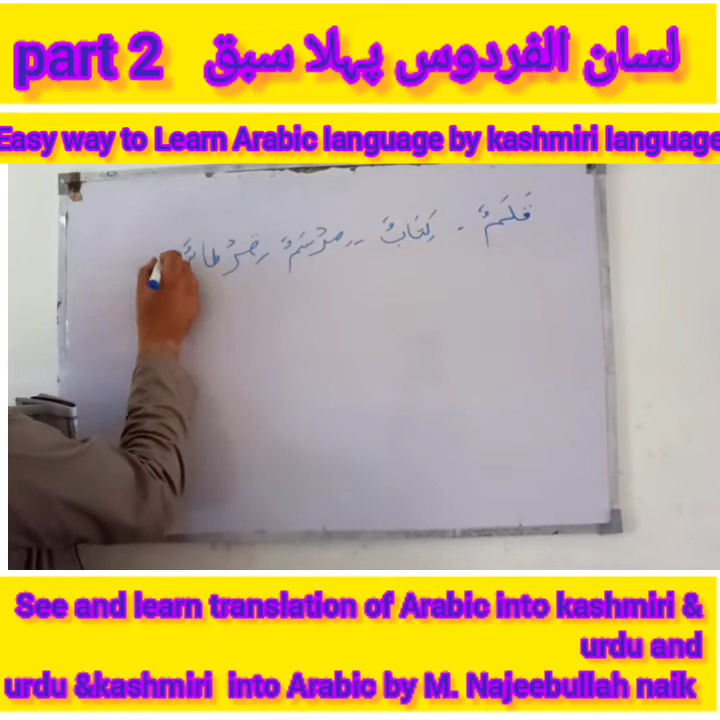 لسان الفردوس پہلا سبق part 2
Easy way to Learn Arabic language by kashmiri language
قَلَمٌ - كِتَابٌ -- مِرْسَمٌ -
See and learn translation of Arabic into kashmiri &
urdu and
urdu &kashmiri into Arabic by M. Najeebullah naik